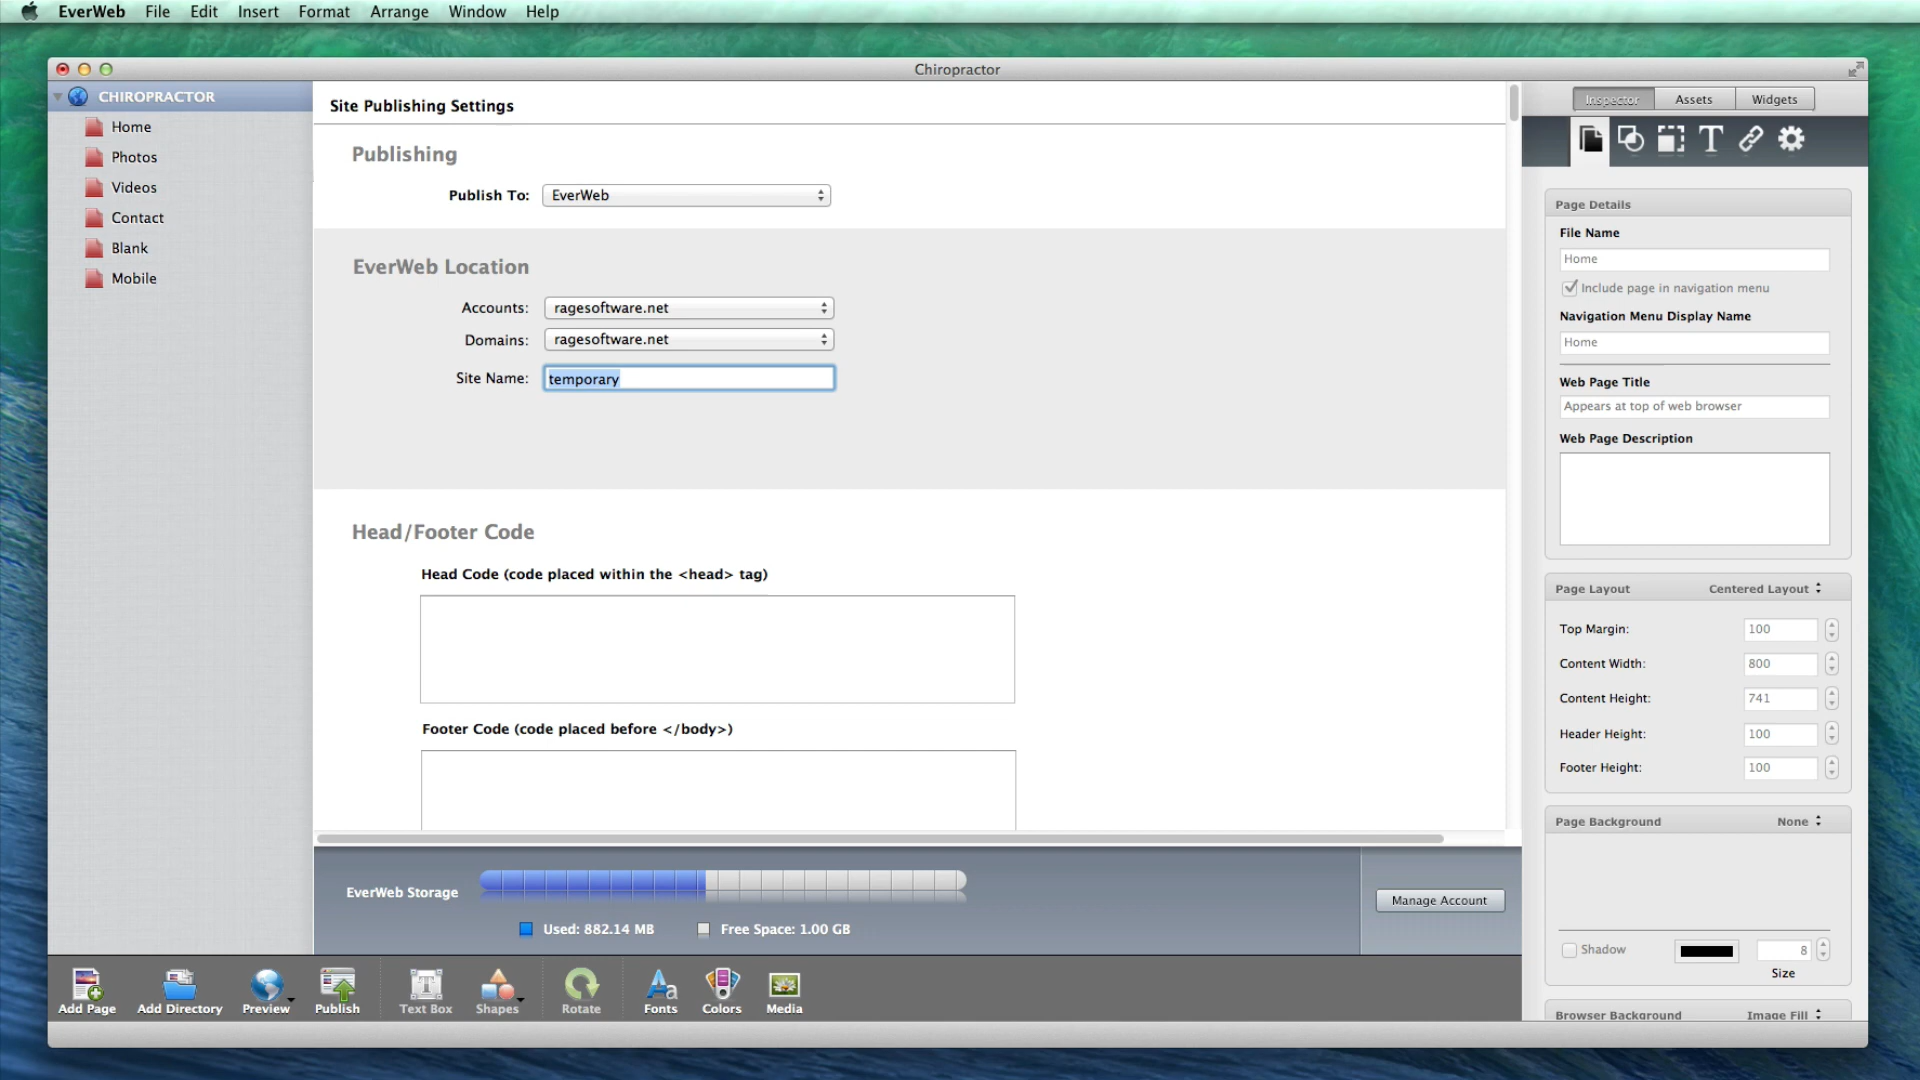 EverWeb File Edit Insert Format Arrange Window Help
Chiropractor
CHIROPRACTOR
Home
Photos
Videos
Contact
Blank
Mobile
Site Publishing Settings
Publishing
Publish To: EverWeb
EverWeb Location
Accounts: ragesoftware.net
Domains: ragesoftware.net
Site Name: temporary
Head/Footer Code
Head Code (code placed within the <head> tag)
Footer Code (code placed before </body>)
EverWeb Storage
Used: 882.14 MB Free Space: 1.00 GB
Manage Account
Add Page Add Directory Preview Publish Text Box Shapes Rotate Fonts Colors Media
Inspector Assets Widgets
Page Details
File Name
Home
Include page in navigation menu
Navigation Menu Display Name
Home
Web Page Title
Appears at top of web browser
Web Page Description
Page Layout Centered Layout
Top Margin: 100
Content Width: 800
Content Height: 741
Header Height: 100
Footer Height: 100
Page Background None
Shadow 8
Size
Browser Background Image Fill